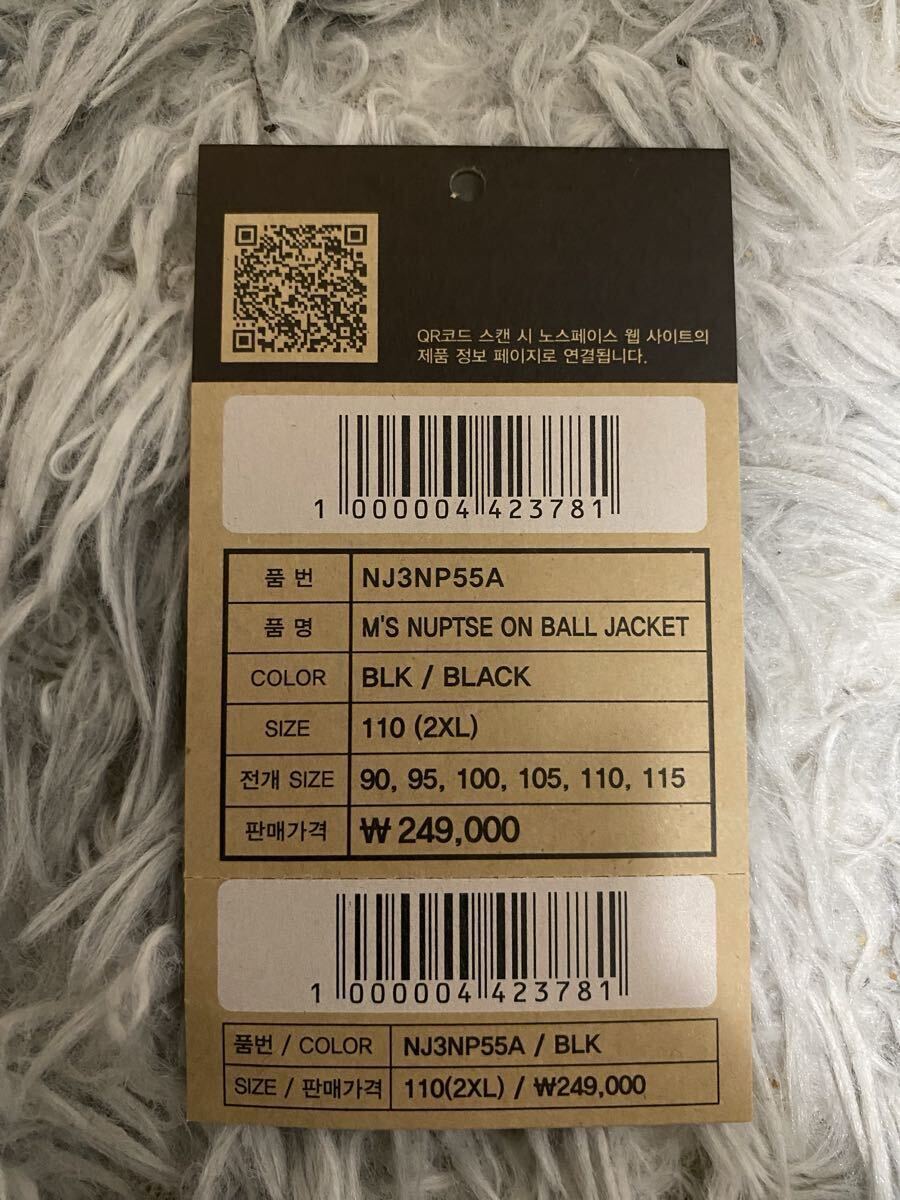 QR코드 스캔 시 노스페이스 웹 사이트의
제품 정보 페이지로 연결됩니다.
1 000004 423781
품 번 NJ3NP55A
품 명 M'S NUPTSE ON BALL JACKET
COLOR BLK / BLACK
SIZE 110 (2XL)
전개 SIZE 90, 95, 100, 105, 110, 115
판매가격 ₩ 249,000
1 000004 423781
품번 / COLOR NJ3NP55A / BLK
SIZE / 판매가격 110(2XL) / ₩249,000